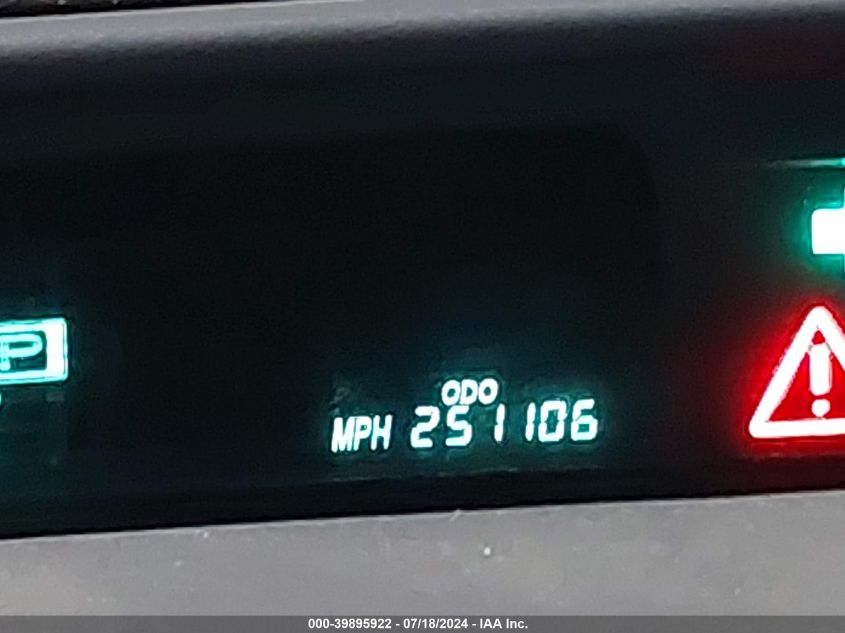 P
ODO
MPH 251106
000-39895922 - 07/18/2024 - IAA Inc.